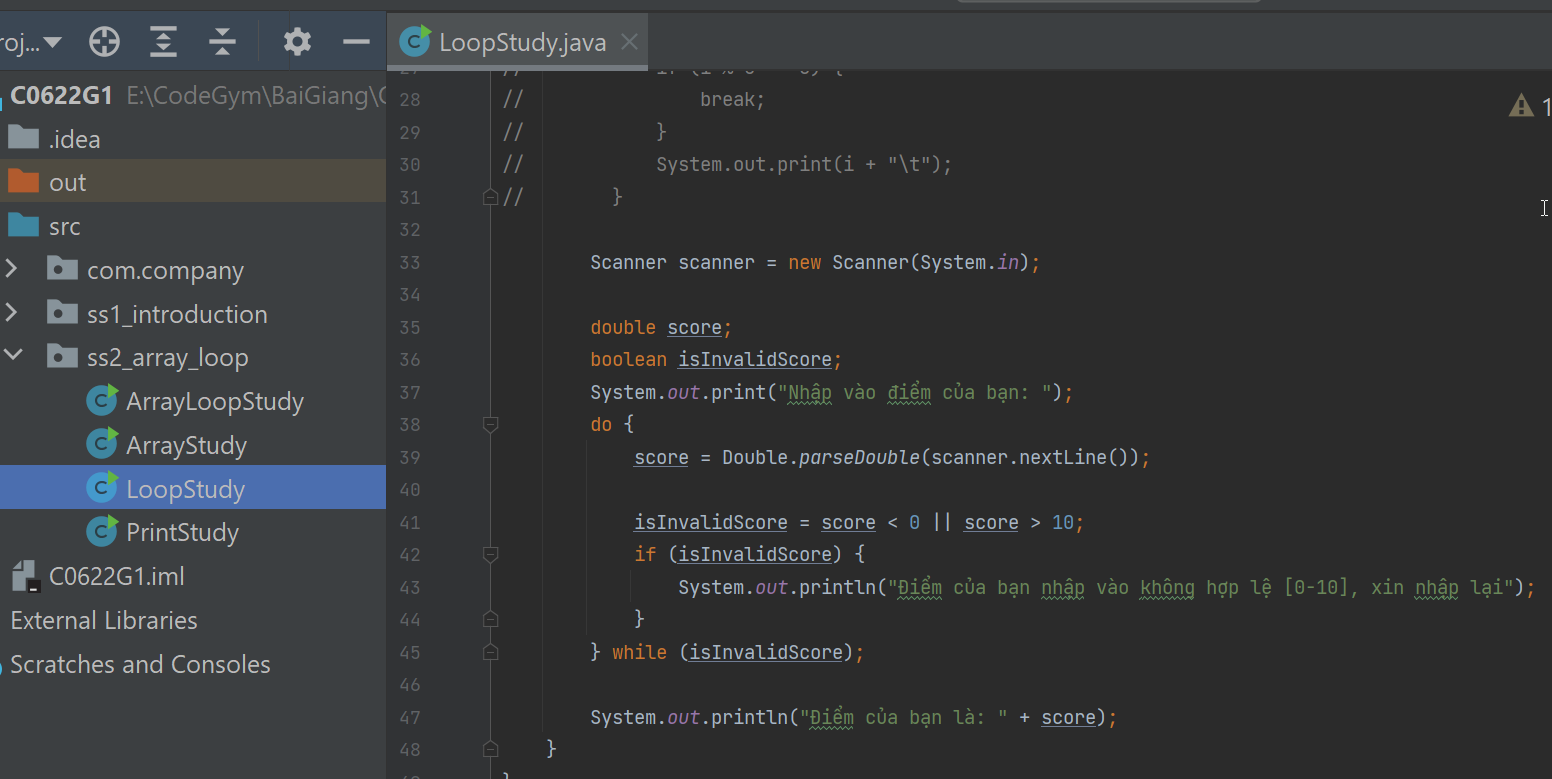 LoopStudy.java
C0622G1 E:\CodeGym\BaiGiang\
.idea
out
src
com.company
ss1_introduction
ss2_array_loop
ArrayLoopStudy
ArrayStudy
LoopStudy
PrintStudy
C0622G1.iml
External Libraries
Scratches and Consoles
28 // break;
29 // }
30 // System.out.print(i + "\t");
31 // }
32
33 Scanner scanner = new Scanner(System.in);
34
35 double score;
36 boolean isInvalidScore;
37 System.out.print("Nhập vào điểm của bạn: ");
38 do {
39 score = Double.parseDouble(scanner.nextLine());
40
41 isInvalidScore = score < 0 || score > 10;
42 if (isInvalidScore) {
43 System.out.println("Điểm của bạn nhập vào không hợp lệ [0-10], xin nhập lại");
44 }
45 } while (isInvalidScore);
46
47 System.out.println("Điểm của bạn là: " + score);
48 }
1